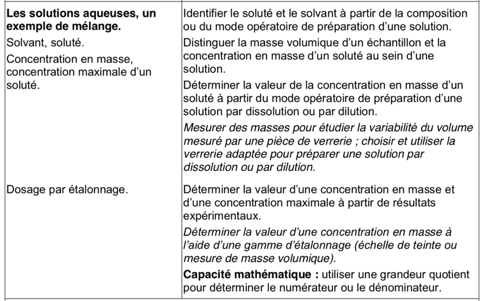 Les solutions aqueuses, un
exemple de mélange.
Solvant, soluté.
Concentration en masse,
concentration maximale d'un
soluté.
Identifier le soluté et le solvant à partir de la composition
ou du mode opératoire de préparation d'une solution.
Distinguer la masse volumique d'un échantillon et la
concentration en masse d'un soluté au sein d'une
solution.
Déterminer la valeur de la concentration en masse d'un
soluté à partir du mode opératoire de préparation d'une
solution par dissolution ou par dilution.
Mesurer des masses pour étudier la variabilité du volume
mesuré par une pièce de verrerie ; choisir et utiliser la
verrerie adaptée pour préparer une solution par
dissolution ou par dilution.
Dosage par étalonnage.
Déterminer la valeur d'une concentration en masse et
d'une concentration maximale à partir de résultats
expérimentaux.
Déterminer la valeur d'une concentration en masse à
l'aide d'une gamme d'étalonnage (échelle de teinte ou
mesure de masse volumique).
Capacité mathématique : utiliser une grandeur quotient
pour déterminer le numérateur ou le dénominateur.